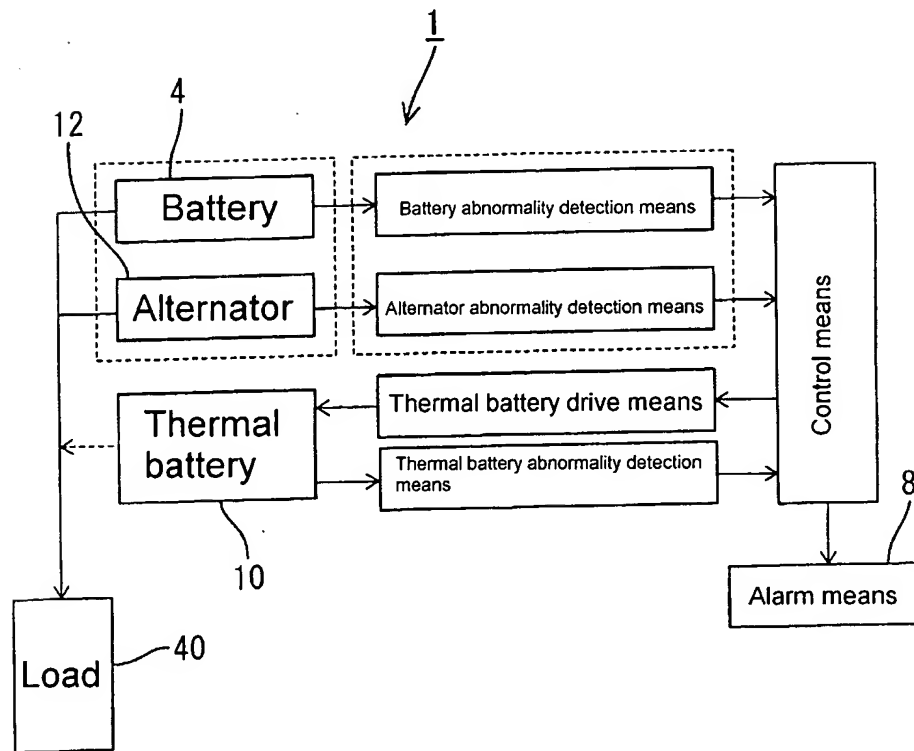 1
4
12
Battery
Battery abnormality detection means
Alternator
Alternator abnormality detection means
Control means
Thermal
battery
Thermal battery drive means
Thermal battery abnormality detection
means
8
10
Alarm means
40
Load